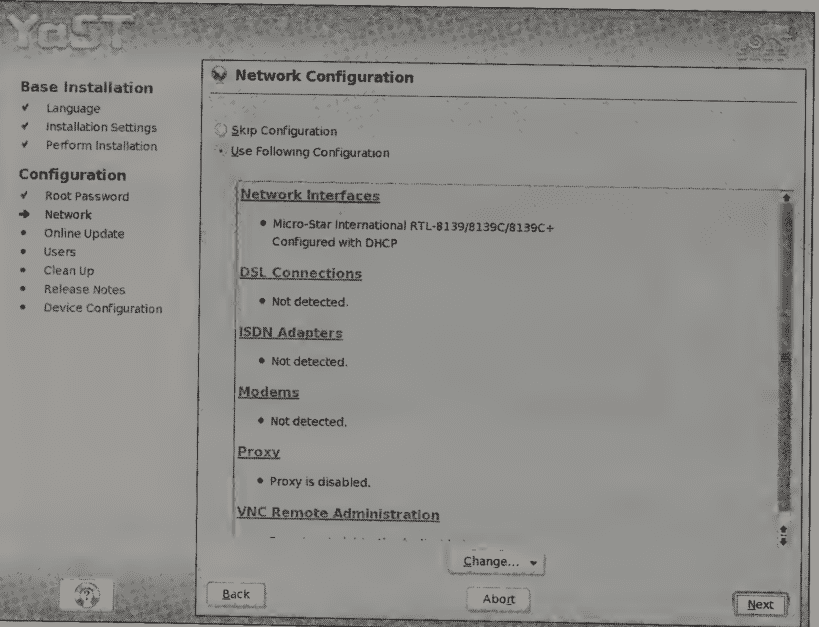 YaST
Base Installation
✔ Language
✔ Installation Settings
✔ Perform Installation
Configuration
✔ Root Password
➔ Network
• Online Update
• Users
• Clean Up
• Release Notes
• Device Configuration
Network Configuration
Skip Configuration
Use Following Configuration
Network Interfaces
• Micro-Star International RTL-8139/8139C/8139C+
Configured with DHCP
DSL Connections
• Not detected.
ISDN Adapters
• Not detected.
Modems
• Not detected.
Proxy
• Proxy is disabled.
VNC Remote Administration
Change...
Back
Abort
Next